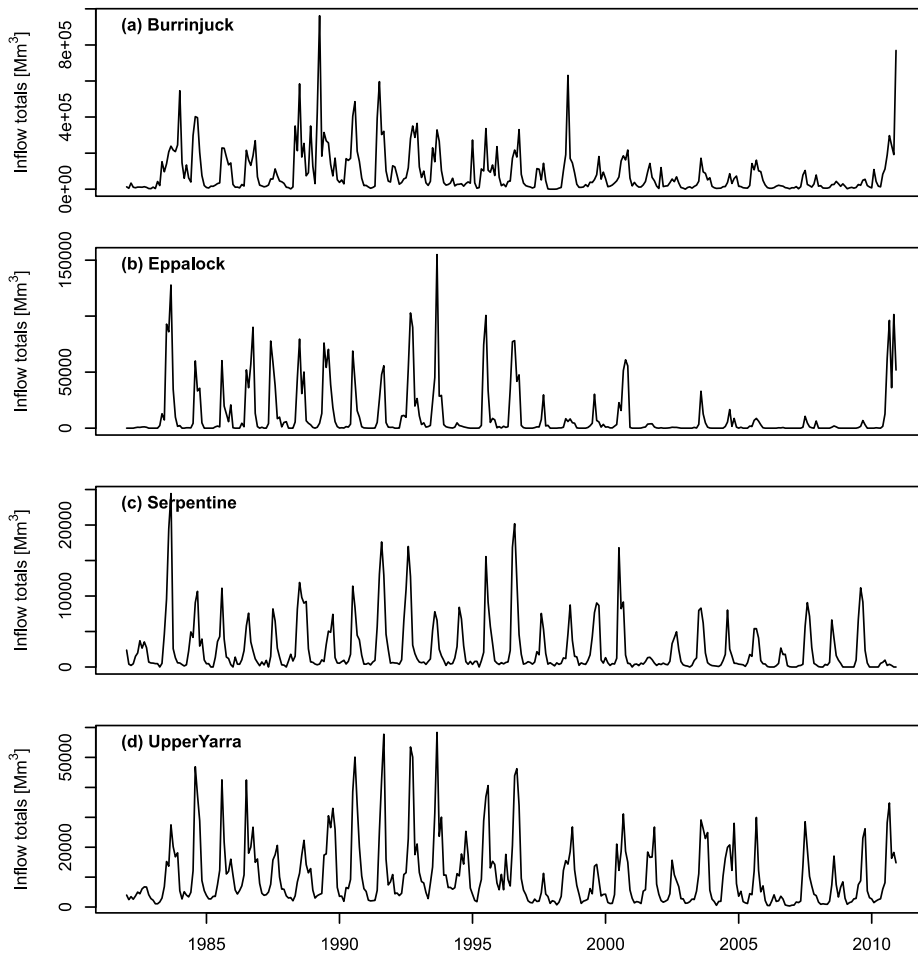 (a) Burrinjuck
Inflow totals [Mm³]
8e+05
4e+05
0e+00
(b) Eppalock
Inflow totals [Mm³]
150000
50000
0
(c) Serpentine
Inflow totals [Mm³]
20000
10000
0
(d) UpperYarra
Inflow totals [Mm³]
50000
20000
0
1985 1990 1995 2000 2005 2010